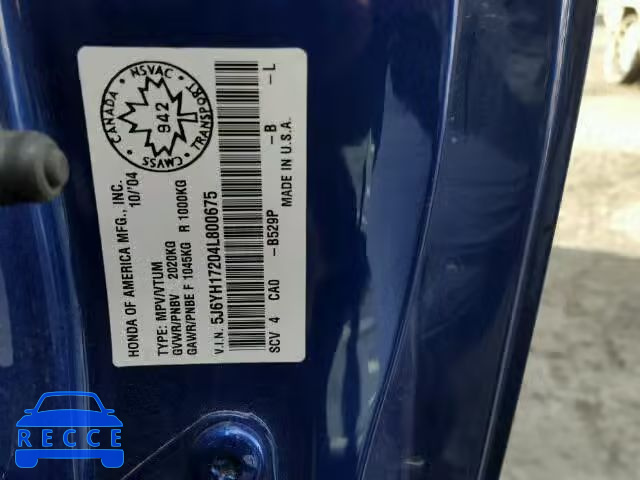 HONDA OF AMERICA MFG., INC.
10/'04
TYPE: MPV/VTUM
GVWR/PNBV 2020KG
GAWR/PNBE F 1045KG R 1000KG
V.I.N. 5J6YH17204L800675
SCV 4 CA0 -B529P -B -L
MADE IN U.S.A.
CANADA NSVAC TRANSPORT CMVSS
942
RECCE